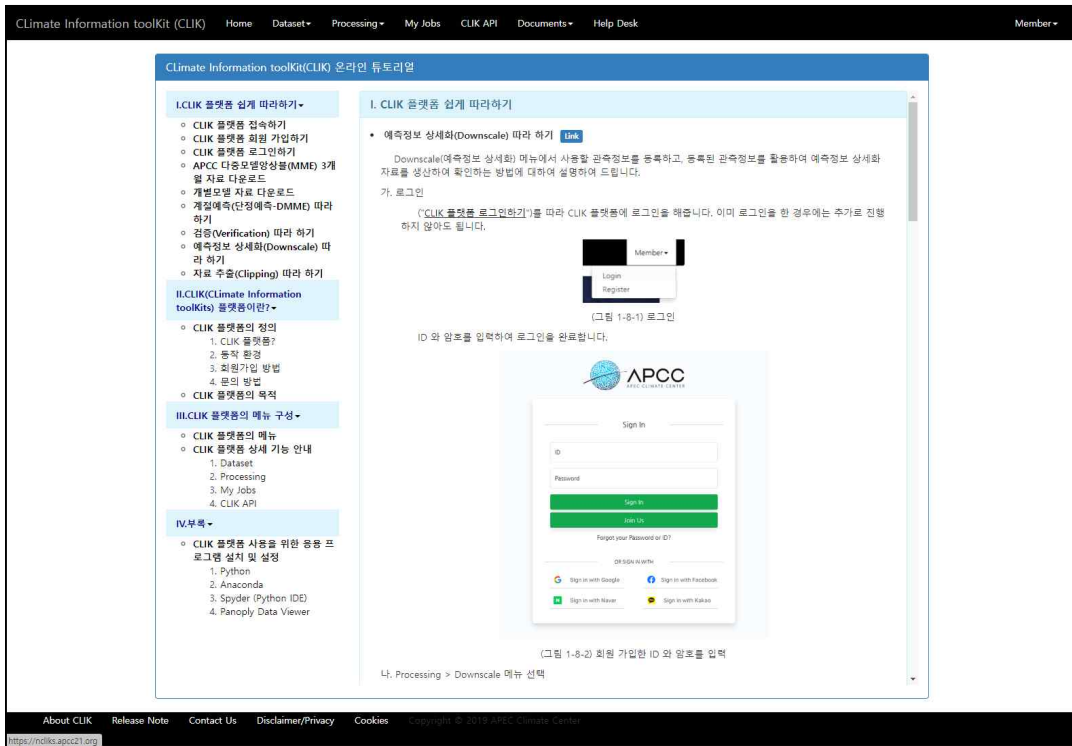 CLimate Information toolKit (CLIK) Home Dataset▾ Processing▾ My Jobs CLIK API Documents▾ Help Desk Member▾
CLimate Information toolKit(CLIK) 온라인 튜토리얼
I.CLIK 플랫폼 쉽게 따라하기▾
CLIK 플랫폼 접속하기
CLIK 플랫폼 회원 가입하기
CLIK 플랫폼 로그인하기
APCC 다중모델앙상블(MME) 3개
월 자료 다운로드
개별모델 자료 다운로드
계절예측(단정예측-DMME) 따라
하기
검증(Verification) 따라 하기
예측정보 상세화(Downscale) 따
라 하기
자료 추출(Clipping) 따라 하기
II.CLIK(CLimate Information
toolKits) 플랫폼이란?▾
CLIK 플랫폼의 정의
1. CLIK 플랫폼?
2. 동작 환경
3. 회원가입 방법
4. 문의 방법
CLIK 플랫폼의 목적
III.CLIK 플랫폼의 메뉴 구성▾
CLIK 플랫폼의 메뉴
CLIK 플랫폼 상세 기능 안내
1. Dataset
2. Processing
3. My Jobs
4. CLIK API
IV.부록▾
CLIK 플랫폼 사용을 위한 응용 프
로그램 설치 및 설정
1. Python
2. Anaconda
3. Spyder (Python IDE)
4. Panoply Data Viewer
I. CLIK 플랫폼 쉽게 따라하기
• 예측정보 상세화(Downscale) 따라 하기 Link
Downscale(예측정보 상세화) 메뉴에서 사용할 관측정보를 등록하고, 등록된 관측정보를 활용하여 예측정보 상세화
자료를 생산하여 확인하는 방법에 대하여 설명하여 드립니다.
가. 로그인
("CLIK 플랫폼 로그인하기")를 따라 CLIK 플랫폼에 로그인을 해줍니다. 이미 로그인을 한 경우에는 추가로 진행
하지 않아도 됩니다.
Member▾
Login
Register
(그림 1-8-1) 로그인
ID 와 암호를 입력하여 로그인을 완료합니다.
APCC
APEC CLIMATE CENTER
Sign In
ID
Password
Sign In
Join Us
Forgot your Password or ID?
OR SIGN IN WITH
Sign in with Google Sign in with Facebook
Sign in with Naver Sign in with Kakao
(그림 1-8-2) 회원 가입한 ID 와 암호를 입력
나. Processing > Downscale 메뉴 선택
About CLIK Release Note Contact Us Disclaimer/Privacy Cookies Copyright © 2019 APEC Climate Center
https://ncliks.apcc21.org